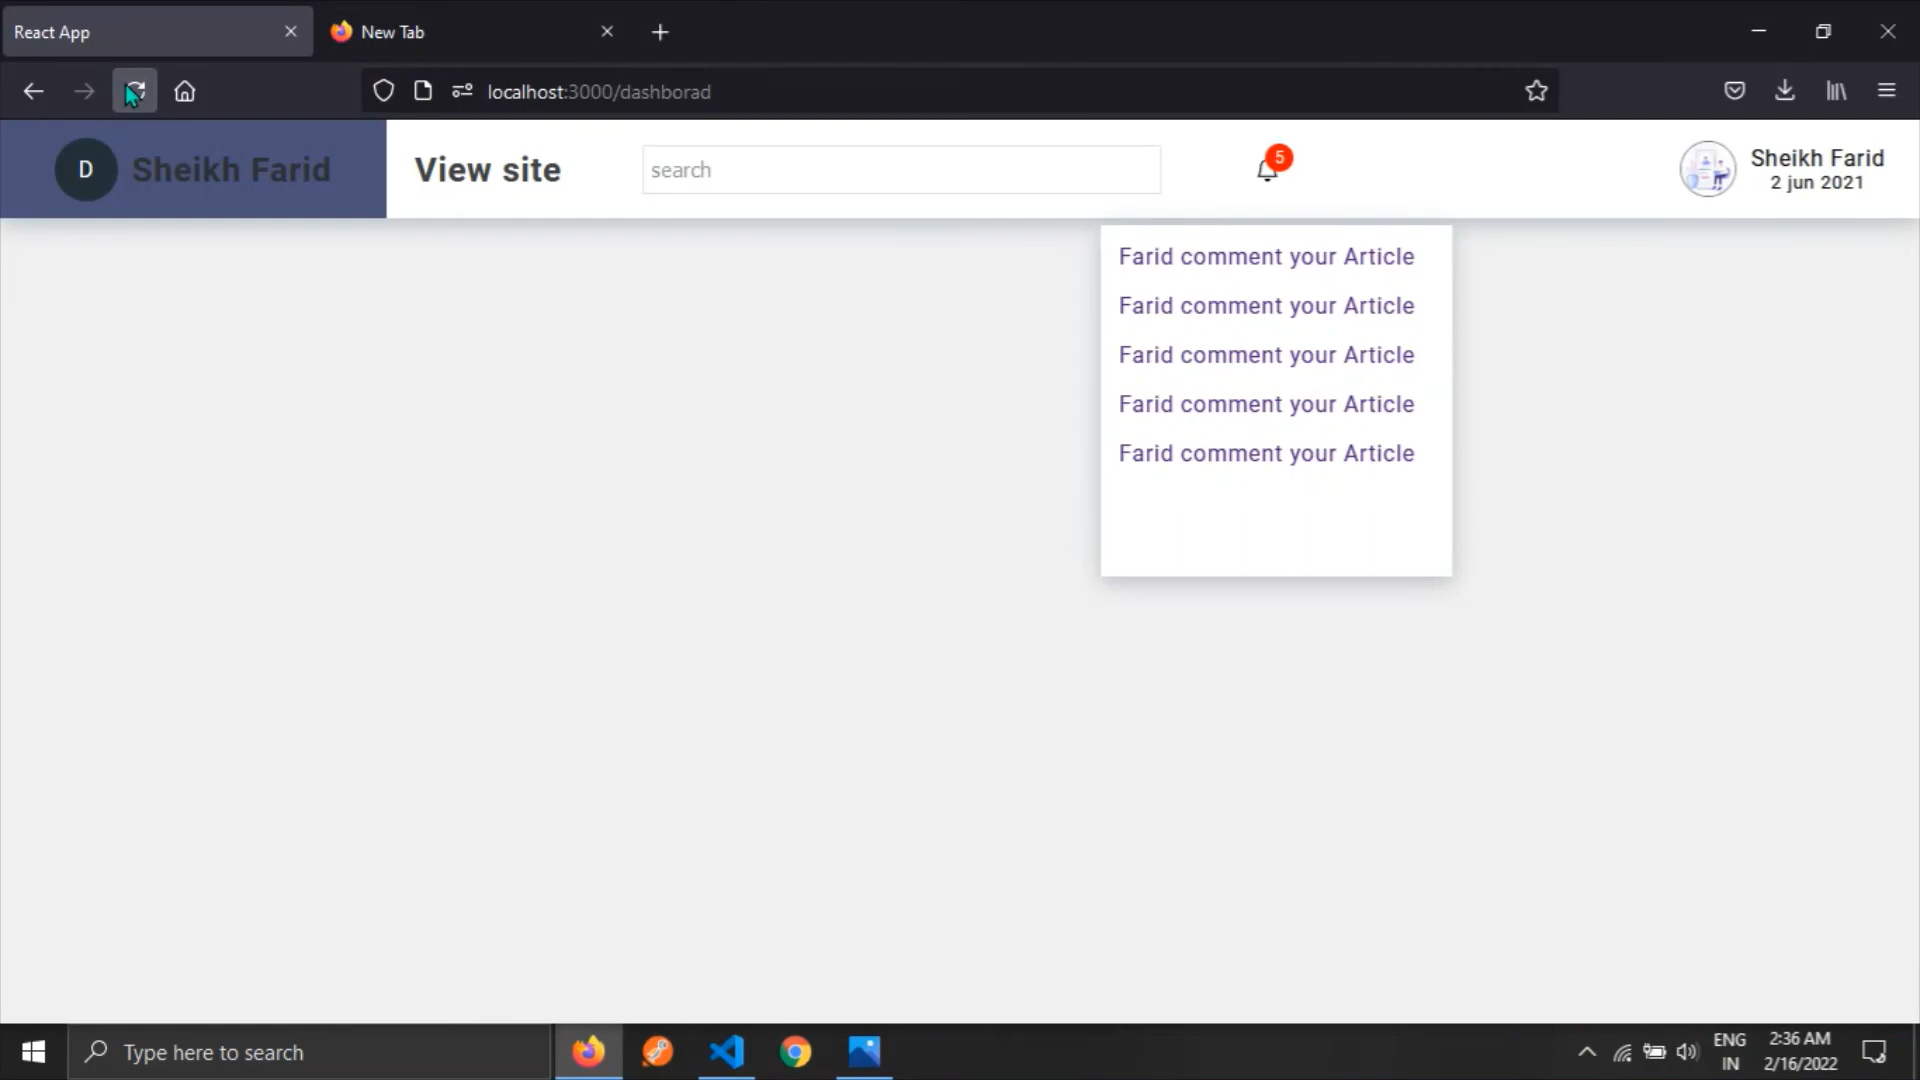 React App
New Tab
localhost:3000/dashborad
D Sheikh Farid
View site
search
5
Sheikh Farid
2 jun 2021
Farid comment your Article
Farid comment your Article
Farid comment your Article
Farid comment your Article
Farid comment your Article
Type here to search
ENG
IN
2:36 AM
2/16/2022